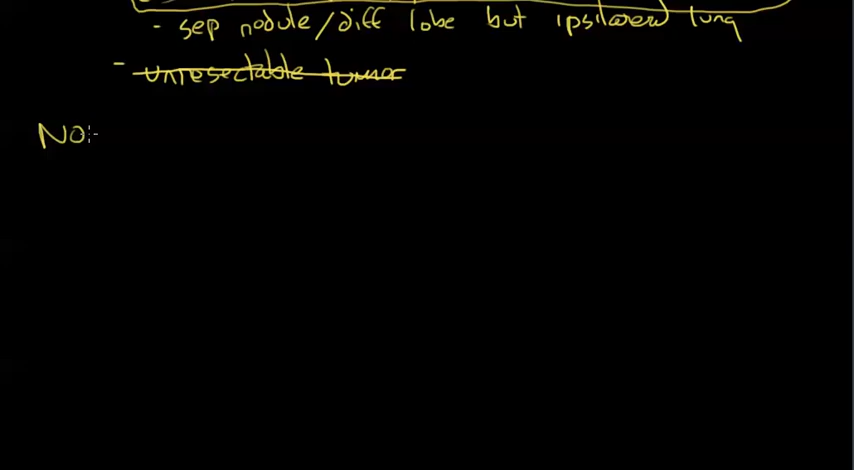 - sep nodule/diff lobe but ipsilateral lung
- unresectable tumor
N0: